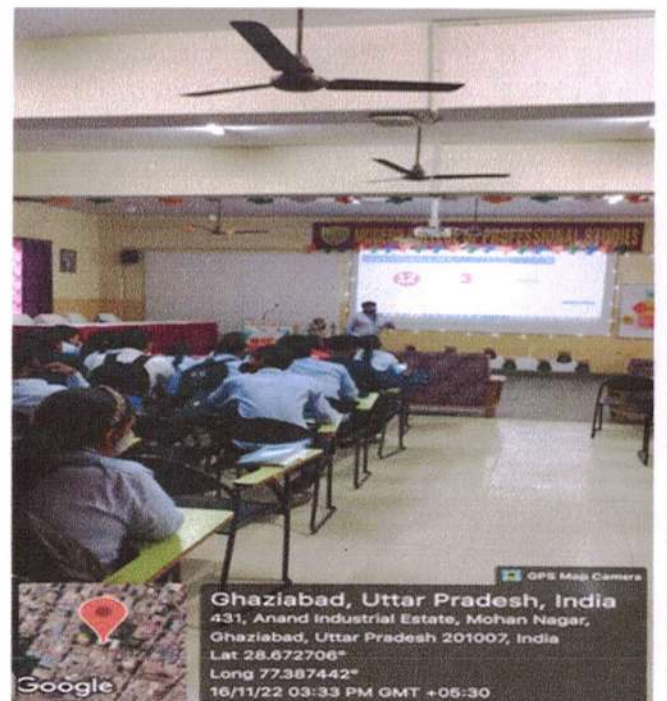 PROFESSIONAL STUDIES
3
GPS Map Camera
Ghaziabad, Uttar Pradesh, India
431, Anand Industrial Estate, Mohan Nagar,
Ghaziabad, Uttar Pradesh 201007, India
Lat 28.672706°
Long 77.387442°
16/11/22 03:33 PM GMT +05:30
Google